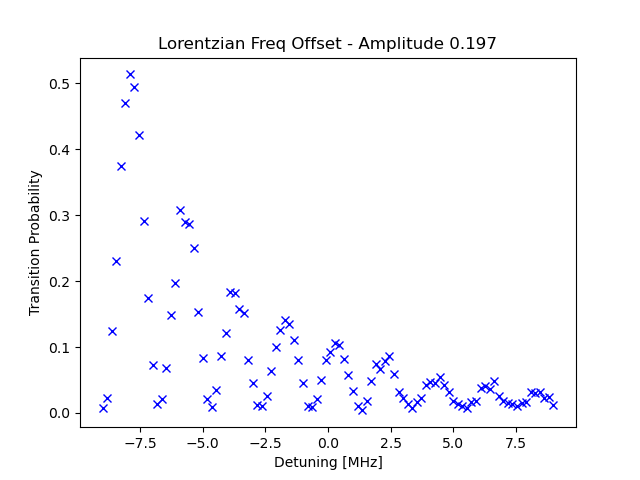 Lorentzian Freq Offset - Amplitude 0.197
Transition Probability
0.5
0.4
0.3
0.2
0.1
0.0
−7.5 −5.0 −2.5 0.0 2.5 5.0 7.5
Detuning [MHz]